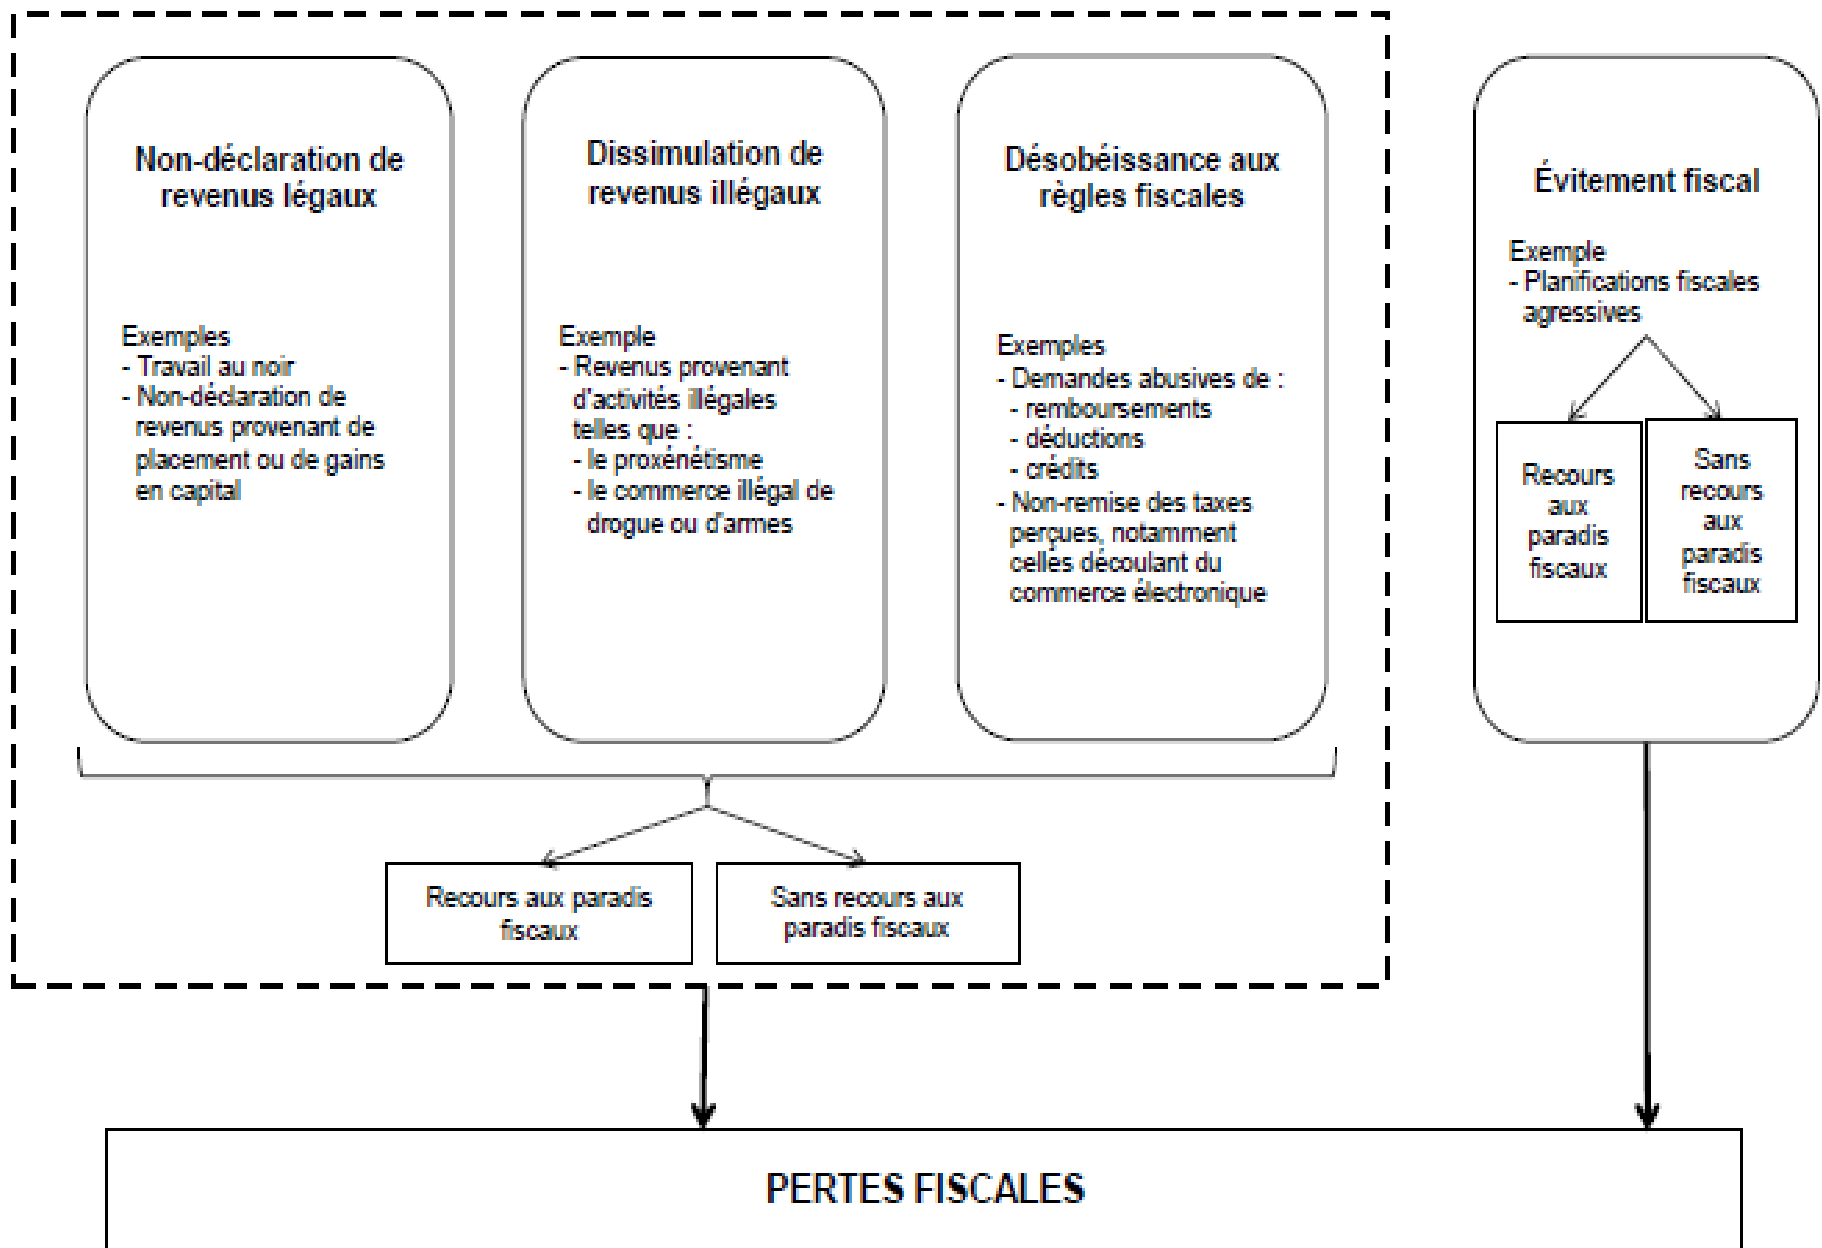 Non-déclaration de
revenus légaux
Exemples
- Travail au noir
- Non-déclaration de
revenus provenant de
placement ou de gains
en capital
Dissimulation de
revenus illégaux
Exemple
- Revenus provenant
d'activités illégales
telles que :
- le proxénétisme
- le commerce illégal de
drogue ou d'armes
Désobéissance aux
règles fiscales
Exemples
- Demandes abusives de :
- remboursements
- déductions
- crédits
- Non-remise des taxes
perçues, notamment
celles découlant du
commerce électronique
Évitement fiscal
Exemple
- Planifications fiscales
agressives
Recours
aux
paradis
fiscaux
Sans
recours
aux
paradis
fiscaux
Recours aux paradis
fiscaux
Sans recours aux
paradis fiscaux
PERTES FISCALES